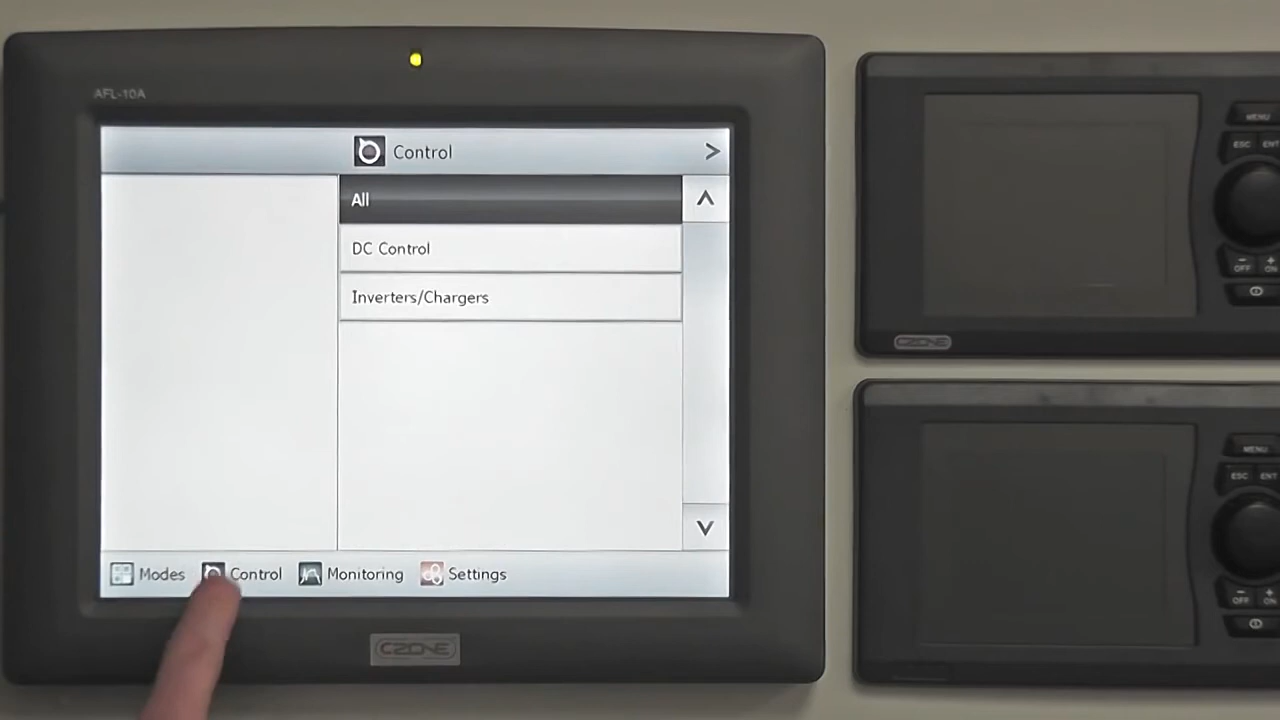 AFL-10A
Control
>
All
DC Control
Inverters/Chargers
Modes Control Monitoring Settings
CZONE
MENU
ESC ENT
- +
OFF ON
CZONE
MENU
ESC ENT
- +
OFF ON